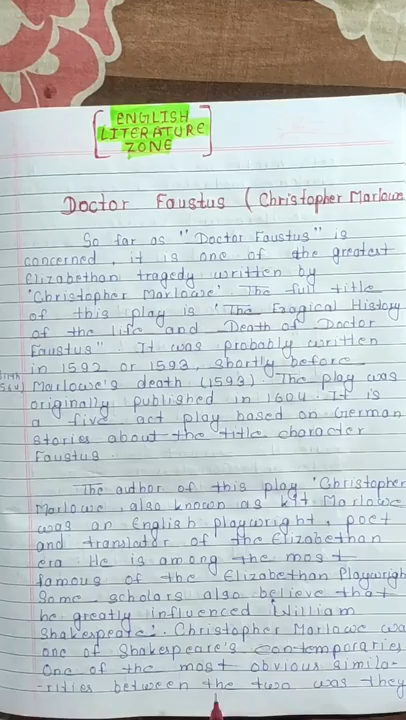 ENGLISH
LITERATURE
ZONE
Doctor Faustus (Christopher Marlowe
So far as "Doctor Faustus" is
concerned, it is one of the greatest
Elizabethan tragedy written by
'Christopher Marlowe' The full title
of this play is "The Tragical History
of the life and Death of Doctor
Faustus". It was probably written
in 1592 or 1593, shortly before
Marlowe's death (1593). The play was
originally published in 1604. It is
a five act play based on German
stories about the title character
Faustus.
The author of this play 'Christopher
Marlowe, also known as kit Marlowe
was an English playwright, poet
and translator of the Elizabethan
era. He is among the most
famous of the Elizabethan Playwrigh
Some scholars also believe that
he greatly influenced William
Shakespeare'. Christopher Marlowe wa
one of Shakespeare's contemporaries
One of the most obvious simila-
-rities between the two was they